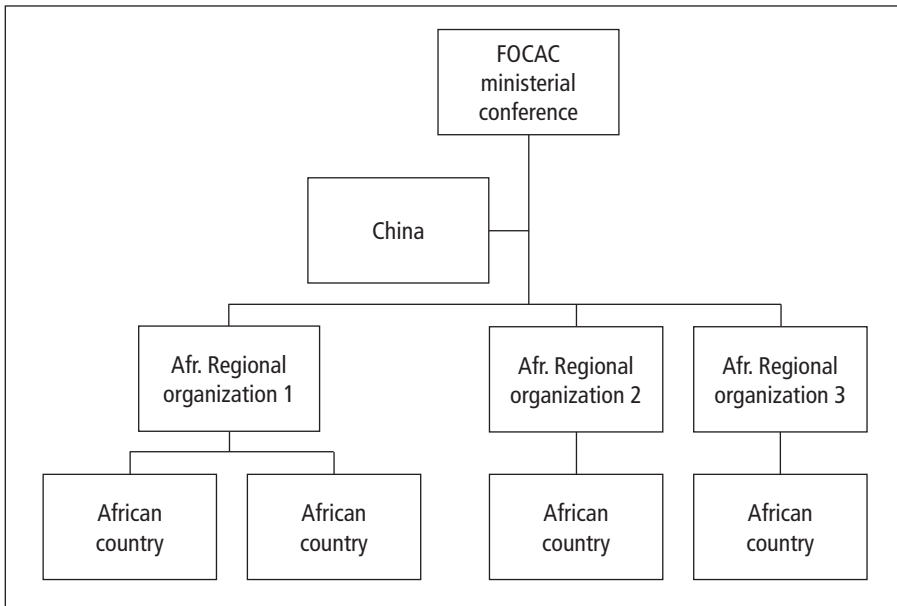 FOCAC
ministerial
conference
China
Afr. Regional
organization 1
Afr. Regional
organization 2
Afr. Regional
organization 3
African
country
African
country
African
country
African
country